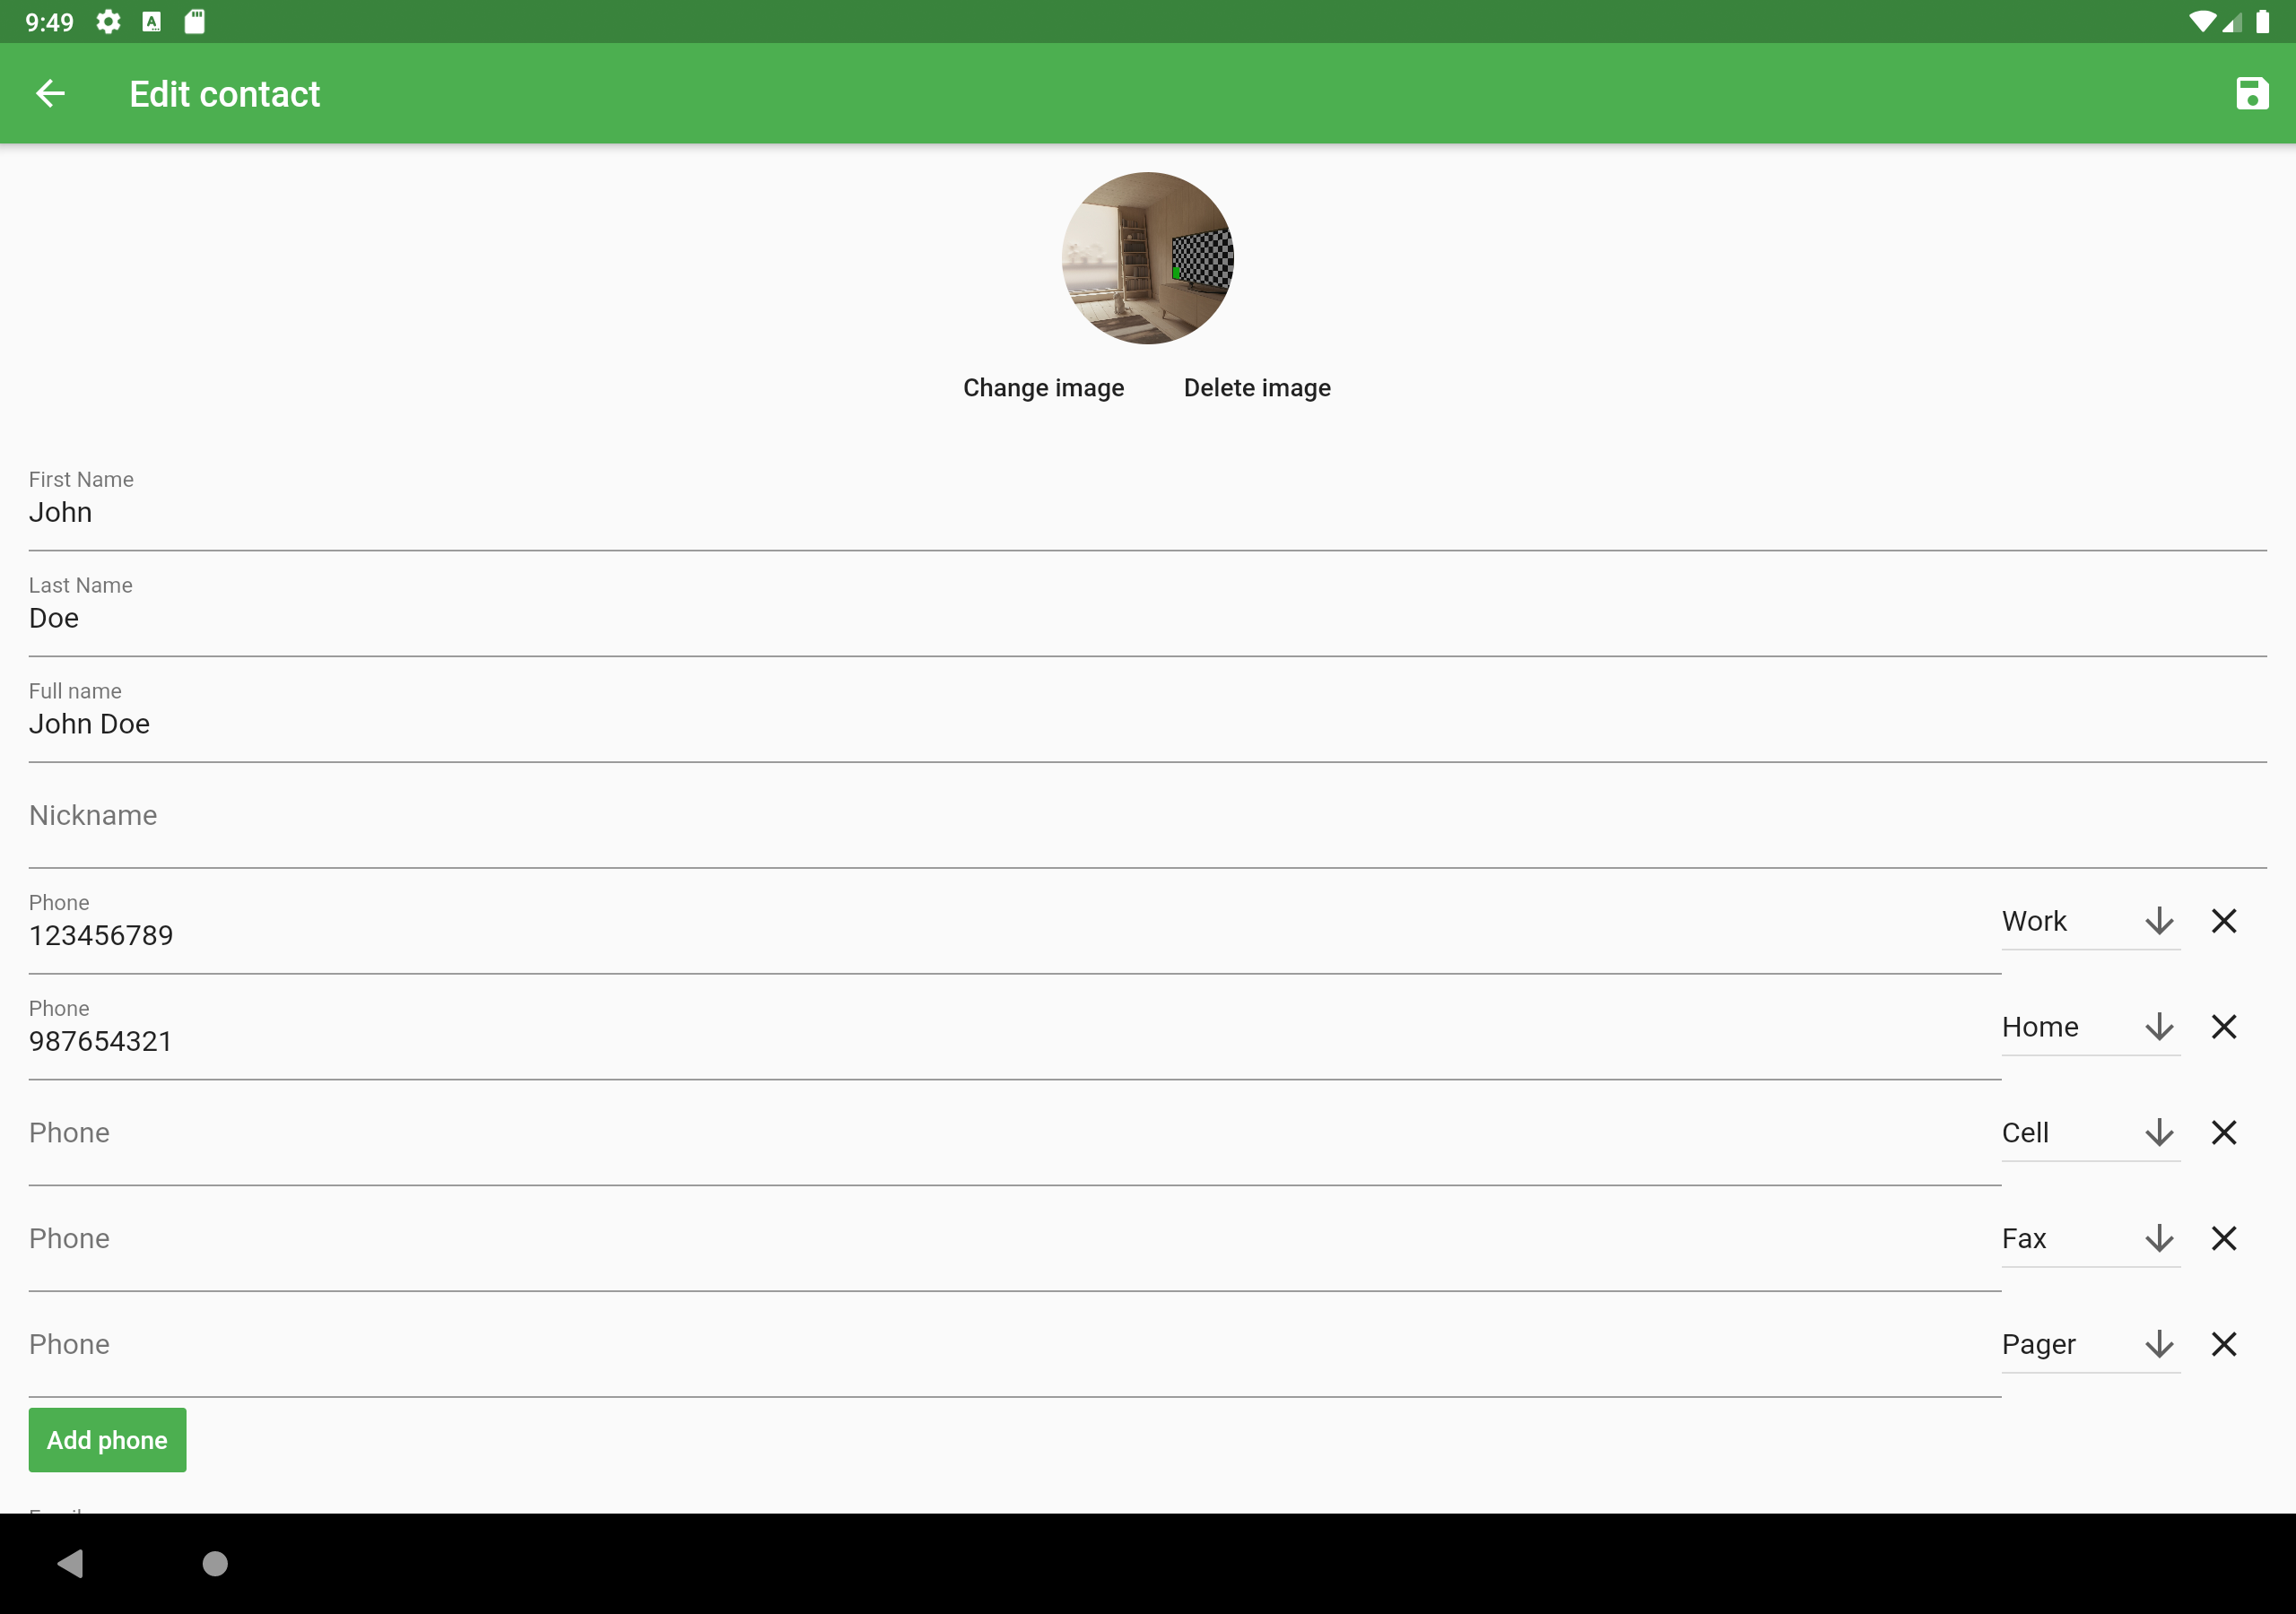 9:49
Edit contact
Change image Delete image
First Name
John
Last Name
Doe
Full name
John Doe
Nickname
Phone
123456789
Work
Phone
987654321
Home
Phone
Cell
Phone
Fax
Phone
Pager
Add phone